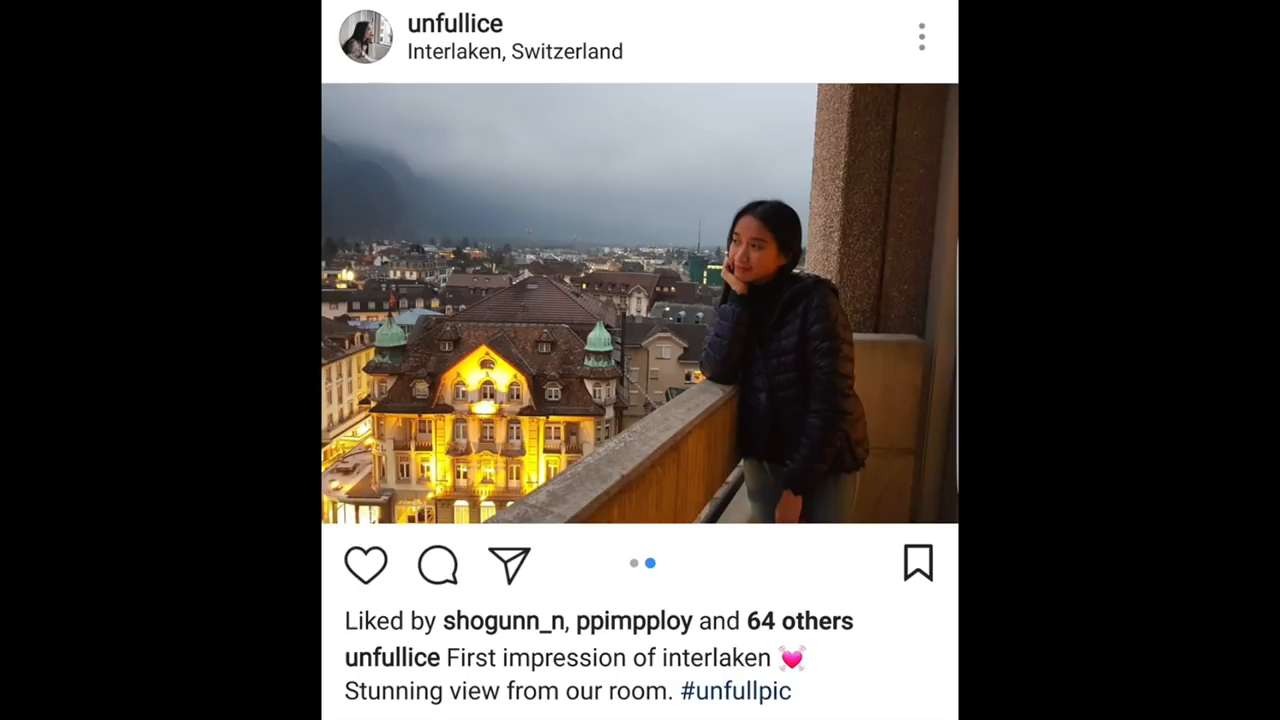 unfullice
Interlaken, Switzerland
Liked by shogunn_n, ppimpploy and 64 others
unfullice First impression of interlaken 💓
Stunning view from our room. #unfullpic